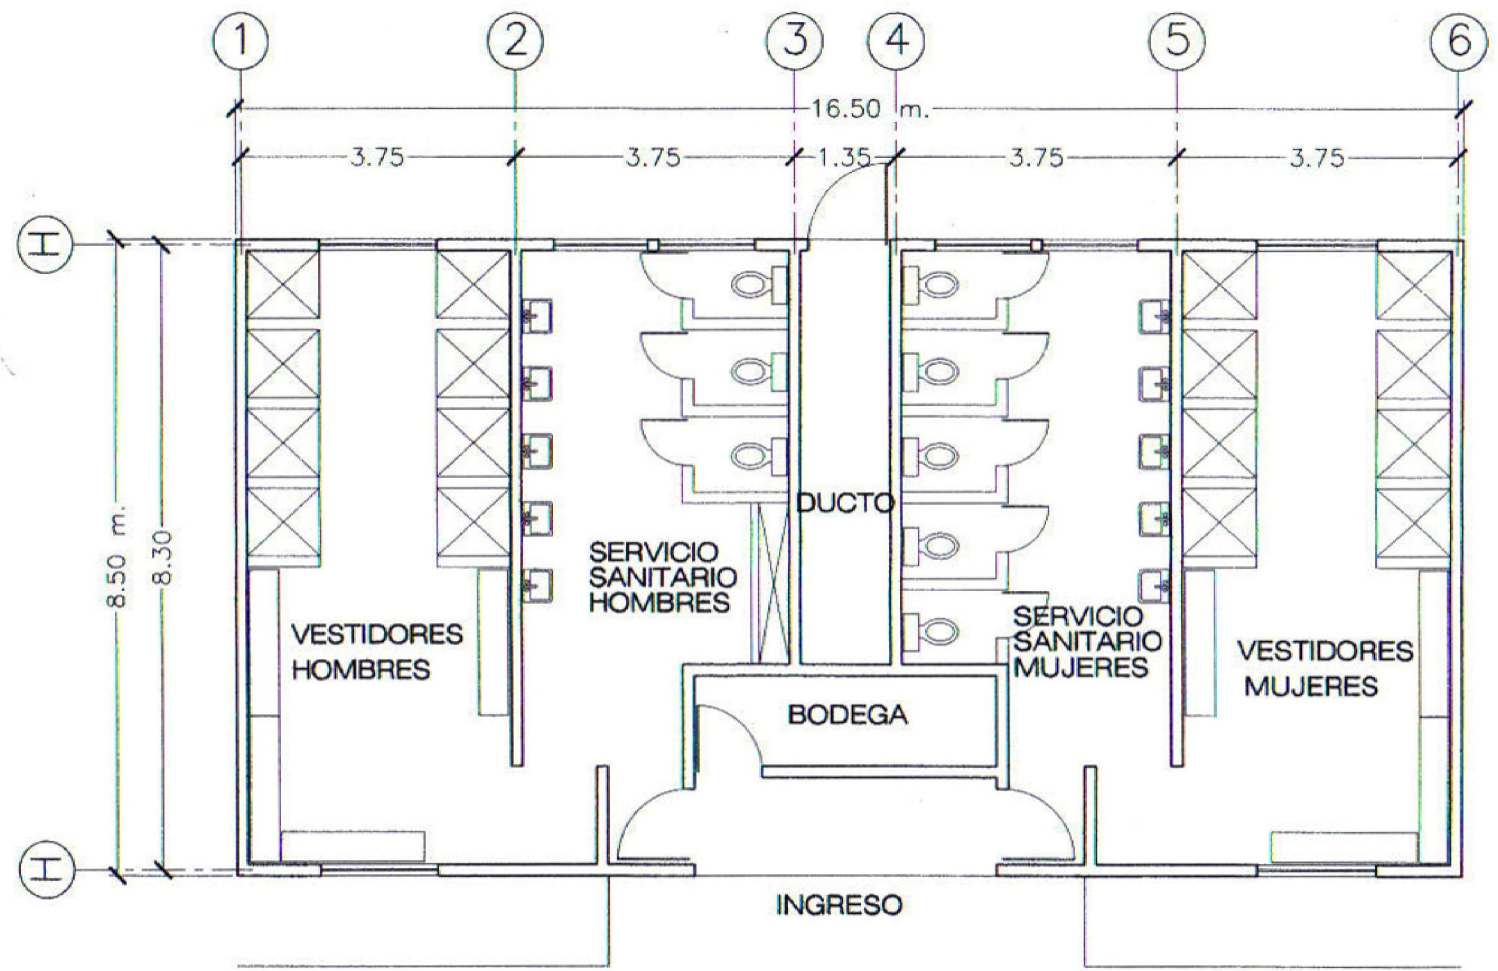 1 2 3 4 5 6
16.50 m.
3.75 3.75 1.35 3.75 3.75
H
8.50 m.
8.30
DUCTO
SERVICIO
SANITARIO
HOMBRES
VESTIDORES
HOMBRES
SERVICIO
SANITARIO
MUJERES
VESTIDORES
MUJERES
BODEGA
H
INGRESO